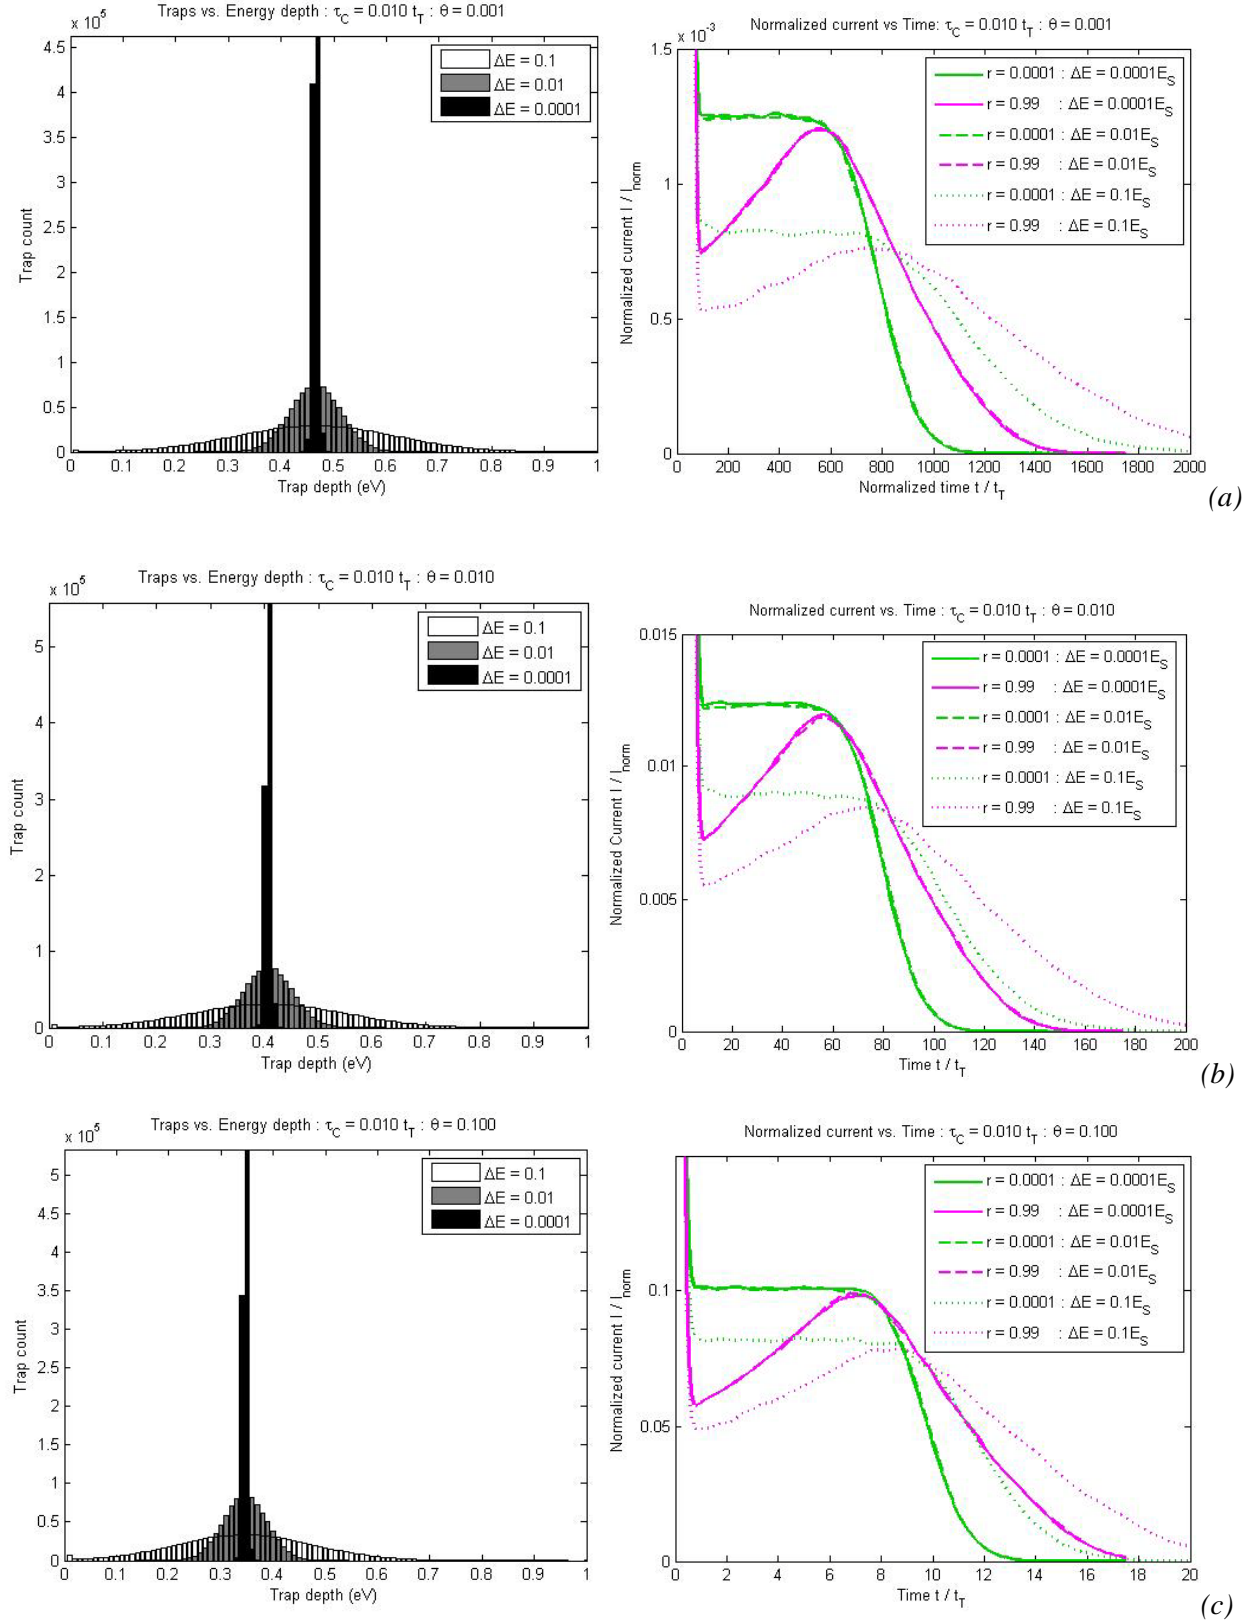 Traps vs. Energy depth : τC = 0.010 tT : θ = 0.001
x 10^5
Trap count
4.5
4
3.5
3
2.5
2
1.5
1
0.5
0
ΔE = 0.1
ΔE = 0.01
ΔE = 0.0001
0 0.1 0.2 0.3 0.4 0.5 0.6 0.7 0.8 0.9 1
Trap depth (eV)
Normalized current vs Time: τC = 0.010 tT : θ = 0.001
x 10^-3
Normalized current I / Inorm
1.5
1
0.5
0
r = 0.0001 : ΔE = 0.0001ES
r = 0.99 : ΔE = 0.0001ES
r = 0.0001 : ΔE = 0.01ES
r = 0.99 : ΔE = 0.01ES
r = 0.0001 : ΔE = 0.1ES
r = 0.99 : ΔE = 0.1ES
0 200 400 600 800 1000 1200 1400 1600 1800 2000
Normalized time t / tT
(a)
Traps vs. Energy depth : τC = 0.010 tT : θ = 0.010
x 10^5
Trap count
5
4
3
2
1
0
ΔE = 0.1
ΔE = 0.01
ΔE = 0.0001
0 0.1 0.2 0.3 0.4 0.5 0.6 0.7 0.8 0.9 1
Trap depth (eV)
Normalized current vs. Time : τC = 0.010 tT : θ = 0.010
Normalized Current I / Inorm
0.015
0.01
0.005
0
r = 0.0001 : ΔE = 0.0001ES
r = 0.99 : ΔE = 0.0001ES
r = 0.0001 : ΔE = 0.01ES
r = 0.99 : ΔE = 0.01ES
r = 0.0001 : ΔE = 0.1ES
r = 0.99 : ΔE = 0.1ES
0 20 40 60 80 100 120 140 160 180 200
Time t / tT
(b)
Traps vs. Energy depth : τC = 0.010 tT : θ = 0.100
x 10^5
Trap count
5
4.5
4
3.5
3
2.5
2
1.5
1
0.5
0
ΔE = 0.1
ΔE = 0.01
ΔE = 0.0001
0 0.1 0.2 0.3 0.4 0.5 0.6 0.7 0.8 0.9 1
Trap depth (eV)
Normalized current vs. Time : τC = 0.010 tT : θ = 0.100
Normalized current I / Inorm
0.1
0.05
0
r = 0.0001 : ΔE = 0.0001ES
r = 0.99 : ΔE = 0.0001ES
r = 0.0001 : ΔE = 0.01ES
r = 0.99 : ΔE = 0.01ES
r = 0.0001 : ΔE = 0.1ES
r = 0.99 : ΔE = 0.1ES
0 2 4 6 8 10 12 14 16 18 20
Time t / tT
(c)